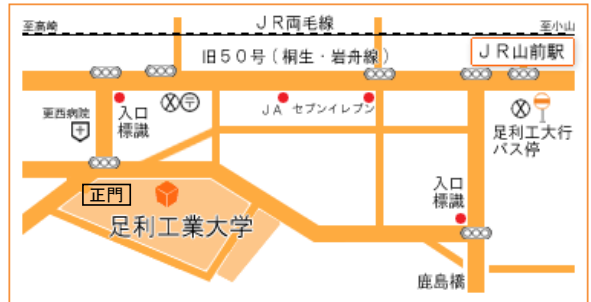 至高崎
JR両毛線
至小山
旧50号(桐生・岩舟線)
JR山前駅
更西病院
入口
標識
JA
セブンイレブン
足利工大行
バス停
正門
足利工業大学
入口
標識
鹿島橋